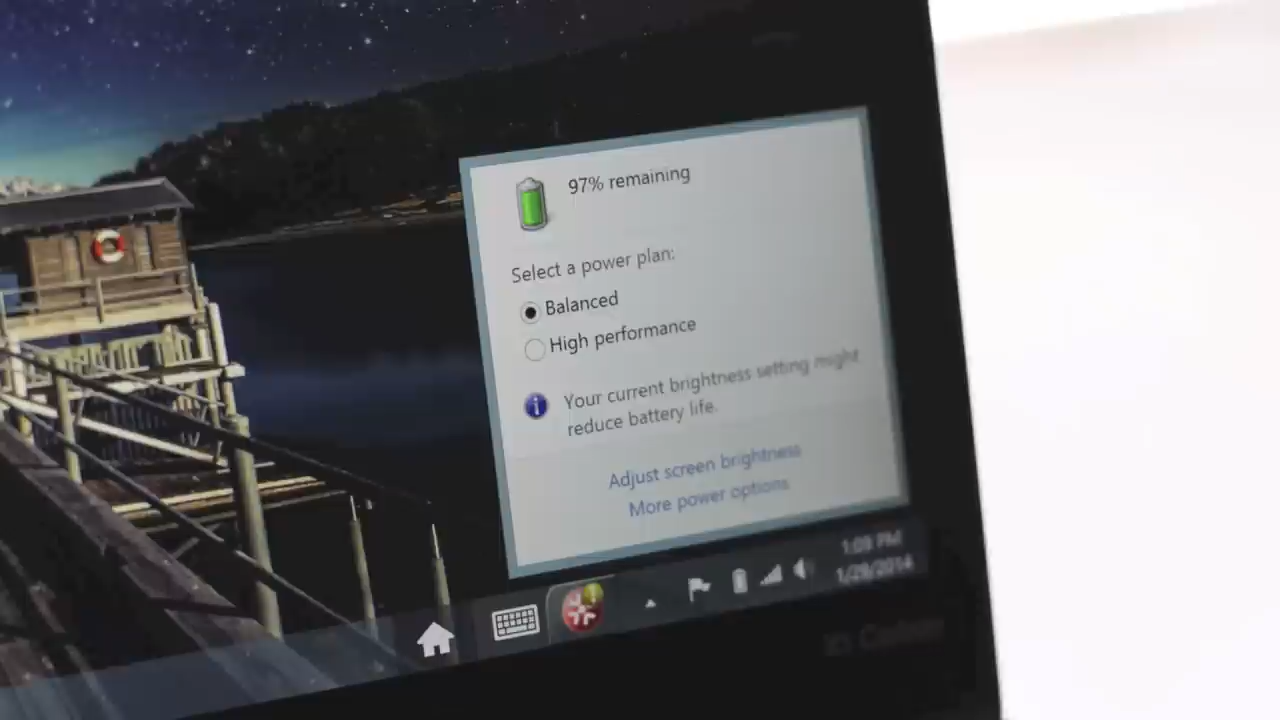 97% remaining
Select a power plan:
Balanced
High performance
Your current brightness setting might
reduce battery life.
Adjust screen brightness
More power options
1:09 PM
1/29/2014